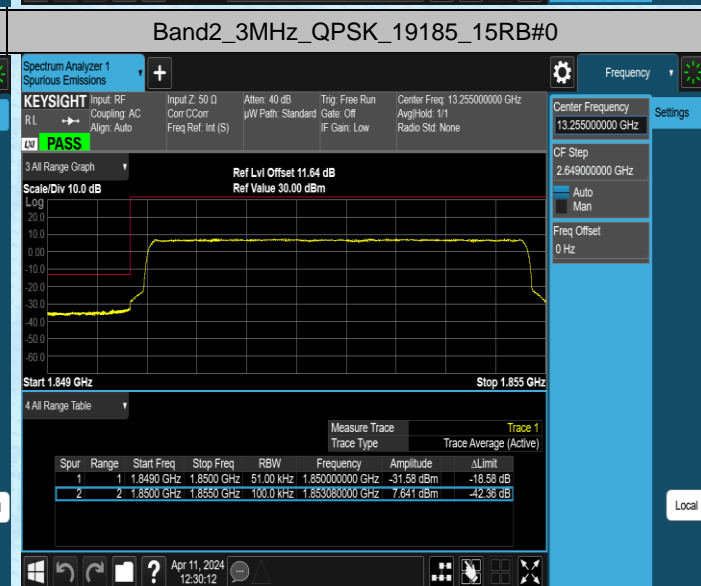 Band2_3MHz_QPSK_19185_15RB#0
Spectrum Analyzer 1
Spurious Emissions
+
Frequency
KEYSIGHT
Input: RF
Coupling: AC
Align: Auto
Input Z: 50 Ω
Corr CCorr
Freq Ref: Int (S)
Atten: 40 dB
µW Path: Standard
Trig: Free Run
Gate: Off
IF Gain: Low
Center Freq: 13.255000000 GHz
Avg|Hold: 1/1
Radio Std: None
R L
LXI
PASS
Center Frequency
13.255000000 GHz
Settings
CF Step
2.649000000 GHz
Auto
Man
Freq Offset
0 Hz
3 All Range Graph
Ref Lvl Offset 11.64 dB
Scale/Div 10.0 dB
Ref Value 30.00 dBm
Log
20.0
10.0
0.00
-10.0
-20.0
-30.0
-40.0
-50.0
-60.0
Start 1.849 GHz
Stop 1.855 GHz
4 All Range Table
Measure Trace Trace 1
Trace Type Trace Average (Active)
Spur Range Start Freq Stop Freq RBW Frequency Amplitude ΔLimit
1 1 1.8490 GHz 1.8500 GHz 51.00 kHz 1.850000000 GHz -31.58 dBm -18.58 dB
2 2 1.8500 GHz 1.8550 GHz 100.0 kHz 1.853080000 GHz 7.641 dBm -42.36 dB
Local
?
Apr 11, 2024
12:30:12